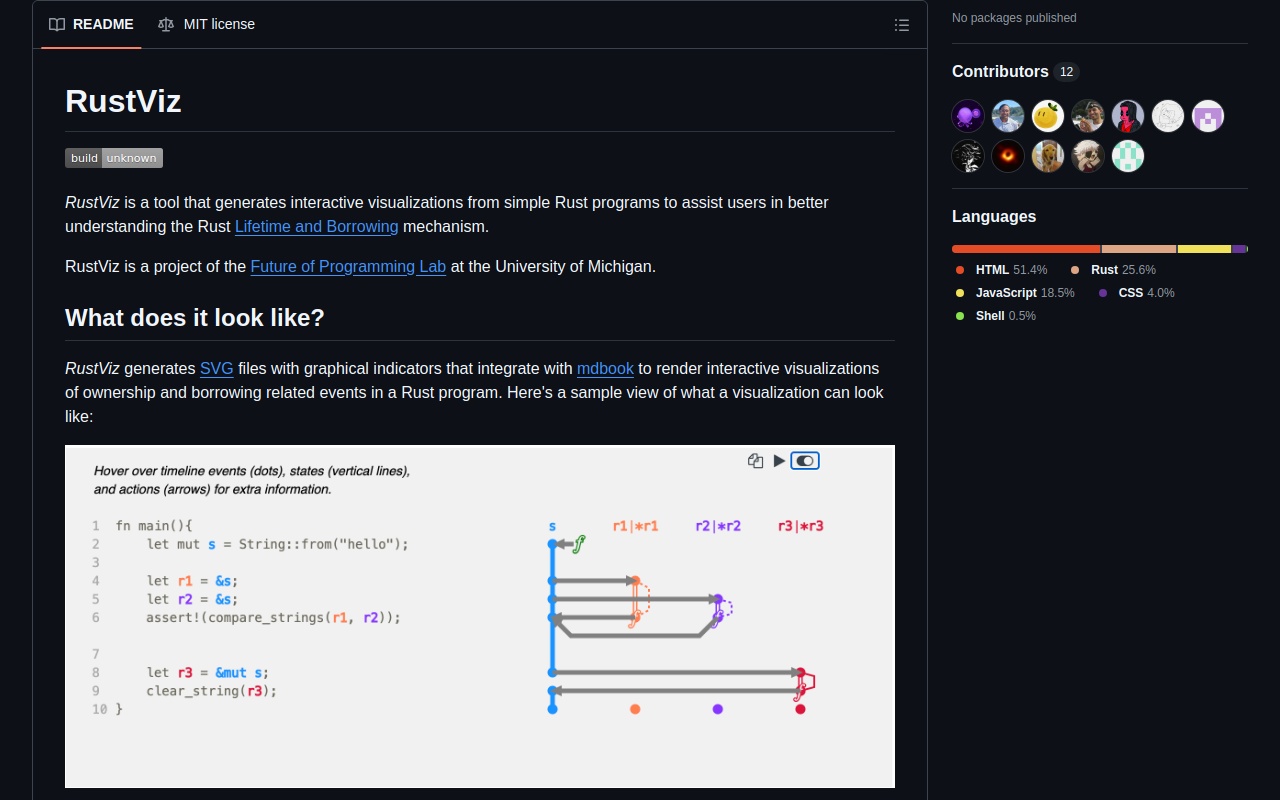 README
MIT license
RustViz
build unknown
RustViz is a tool that generates interactive visualizations from simple Rust programs to assist users in better
understanding the Rust Lifetime and Borrowing mechanism.
RustViz is a project of the Future of Programming Lab at the University of Michigan.
What does it look like?
RustViz generates SVG files with graphical indicators that integrate with mdbook to render interactive visualizations
of ownership and borrowing related events in a Rust program. Here's a sample view of what a visualization can look
like:
Hover over timeline events (dots), states (vertical lines),
and actions (arrows) for extra information.
s r1|*r1 r2|*r2 r3|*r3
1 fn main(){
2 let mut s = String::from("hello");
3
4 let r1 = &s;
5 let r2 = &s;
6 assert!(compare_strings(r1, r2));
7
8 let r3 = &mut s;
9 clear_string(r3);
10 }
No packages published
Contributors 12
Languages
HTML 51.4% Rust 25.6%
JavaScript 18.5% CSS 4.0%
Shell 0.5%